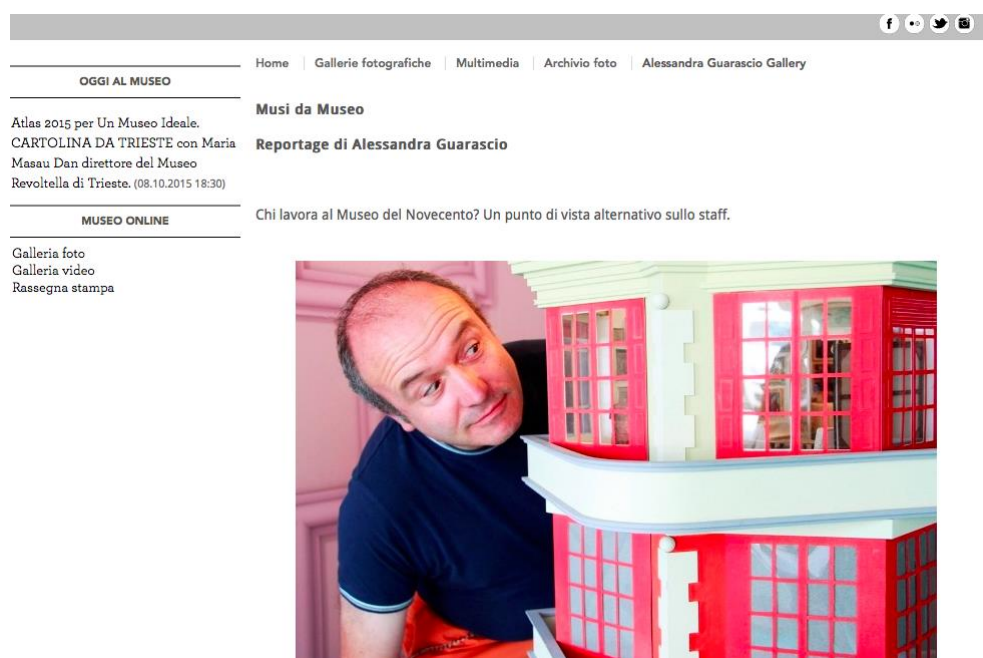 OGGI AL MUSEO
Atlas 2015 per Un Museo Ideale.
CARTOLINA DA TRIESTE con Maria
Masau Dan direttore del Museo
Revoltella di Trieste. (08.10.2015 18:30)
MUSEO ONLINE
Galleria foto
Galleria video
Rassegna stampa
Home Gallerie fotografiche Multimedia Archivio foto Alessandra Guarascio Gallery
Musi da Museo
Reportage di Alessandra Guarascio
Chi lavora al Museo del Novecento? Un punto di vista alternativo sullo staff.